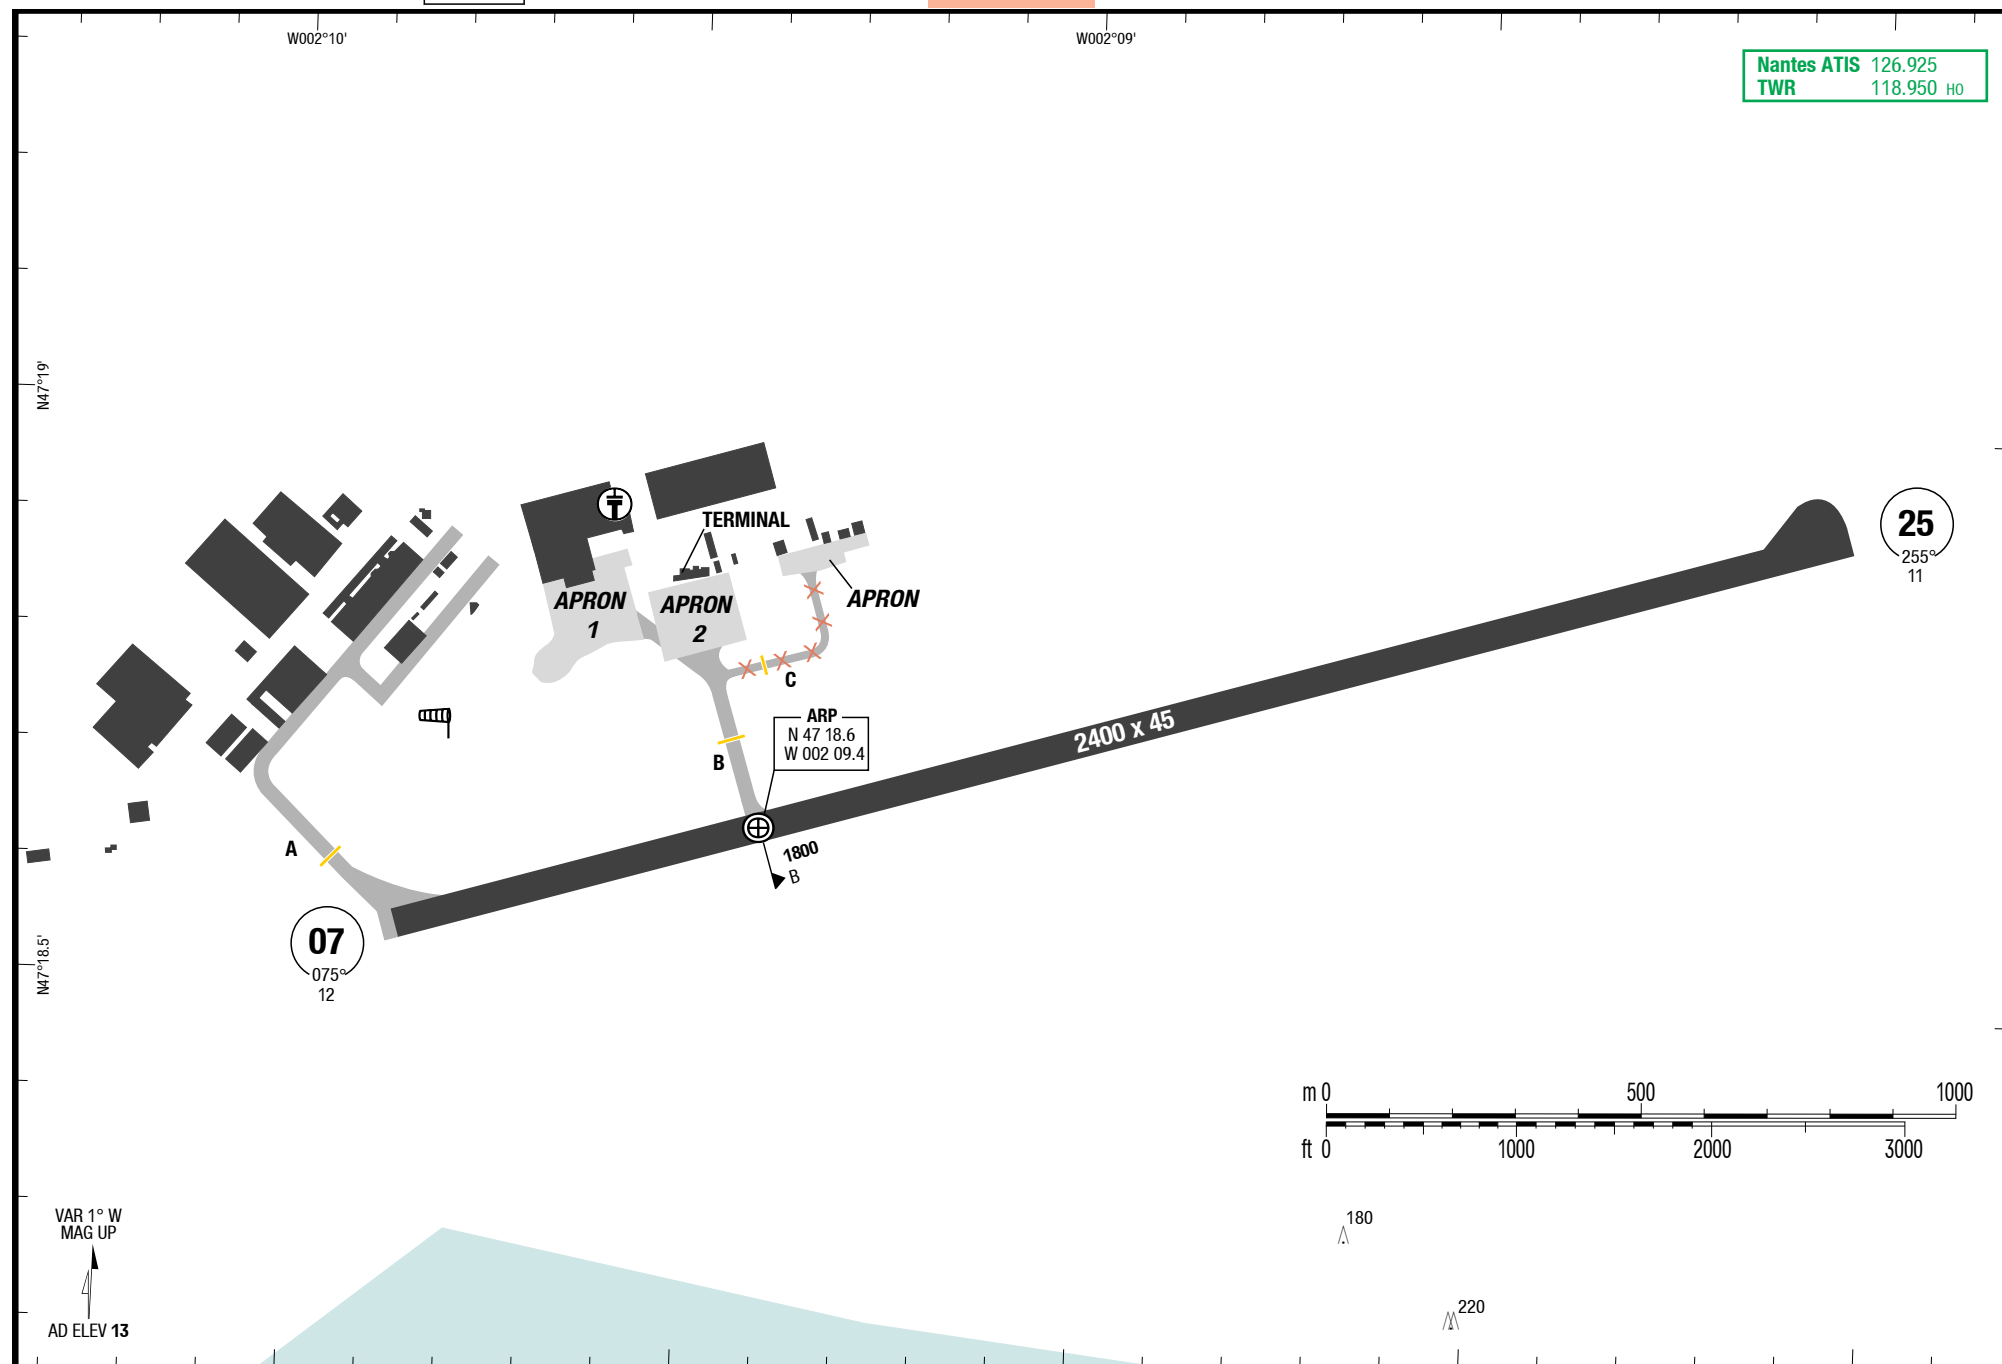 W002°10'
W002°09'
Nantes ATIS 126.925
TWR 118.950 HO
N47°19'
TERMINAL
APRON
1
APRON
2
APRON
C
ARP
N 47 18.6
W 002 09.4
B
2400 x 45
25
255°
11
A
1800
B
07
075°
12
N47°18.5'
m 0 500 1000
ft 0 1000 2000 3000
VAR 1° W
MAG UP
AD ELEV 13
180
220